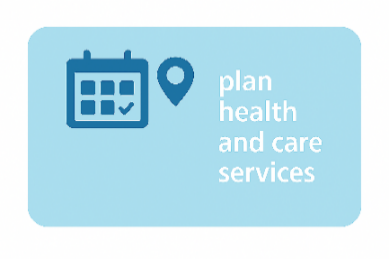 plan
health
and care
services